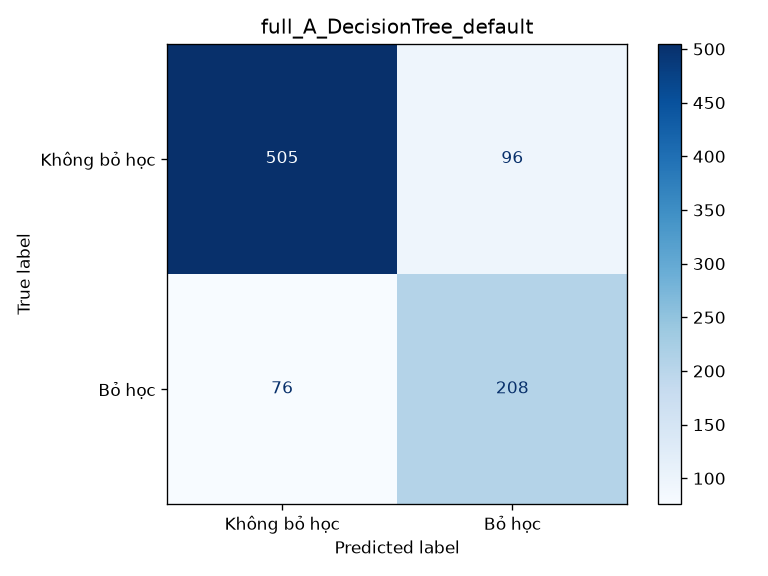 full_A_DecisionTree_default
True label
Không bỏ học
505
96
Bỏ học
76
208
Không bỏ học
Bỏ học
Predicted label
500
450
400
350
300
250
200
150
100